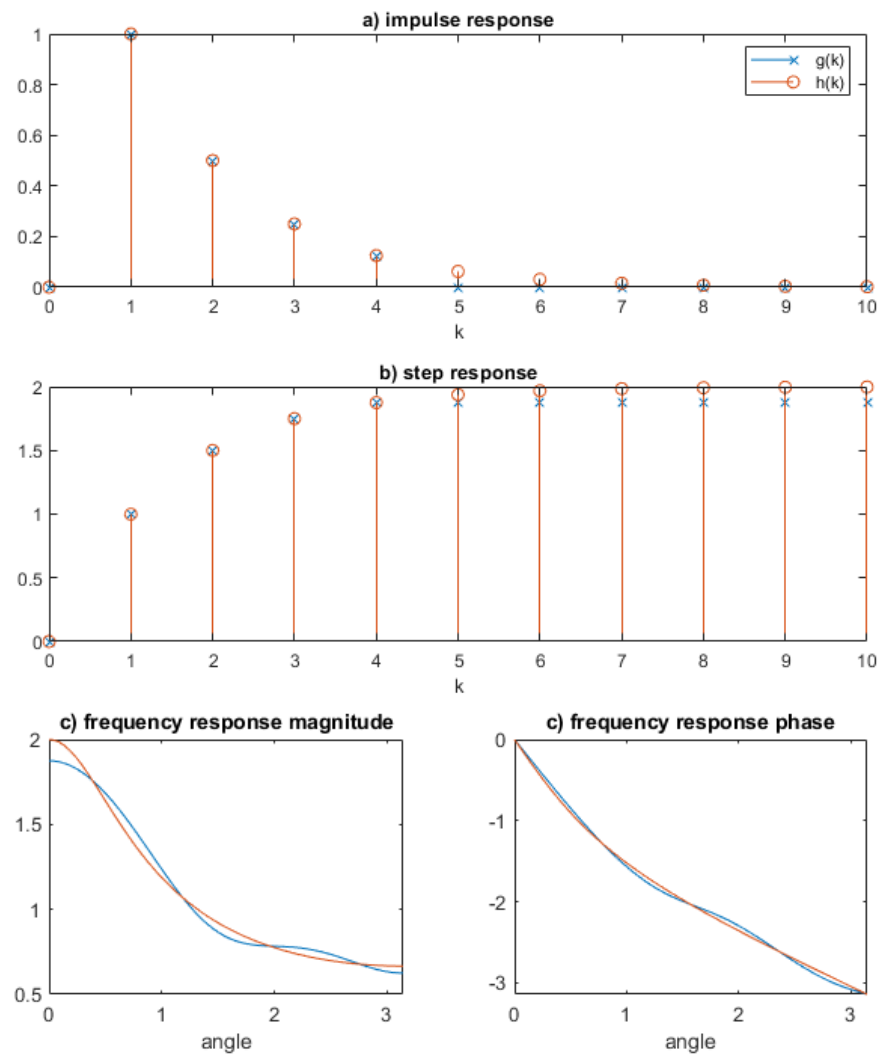 a) impulse response
1
0.8
0.6
0.4
0.2
0
g(k)
h(k)
0 1 2 3 4 5 6 7 8 9 10
k
b) step response
2
1.5
1
0.5
0
0 1 2 3 4 5 6 7 8 9 10
k
c) frequency response magnitude
2
1.5
1
0.5
0 1 2 3
angle
c) frequency response phase
0
-1
-2
-3
0 1 2 3
angle